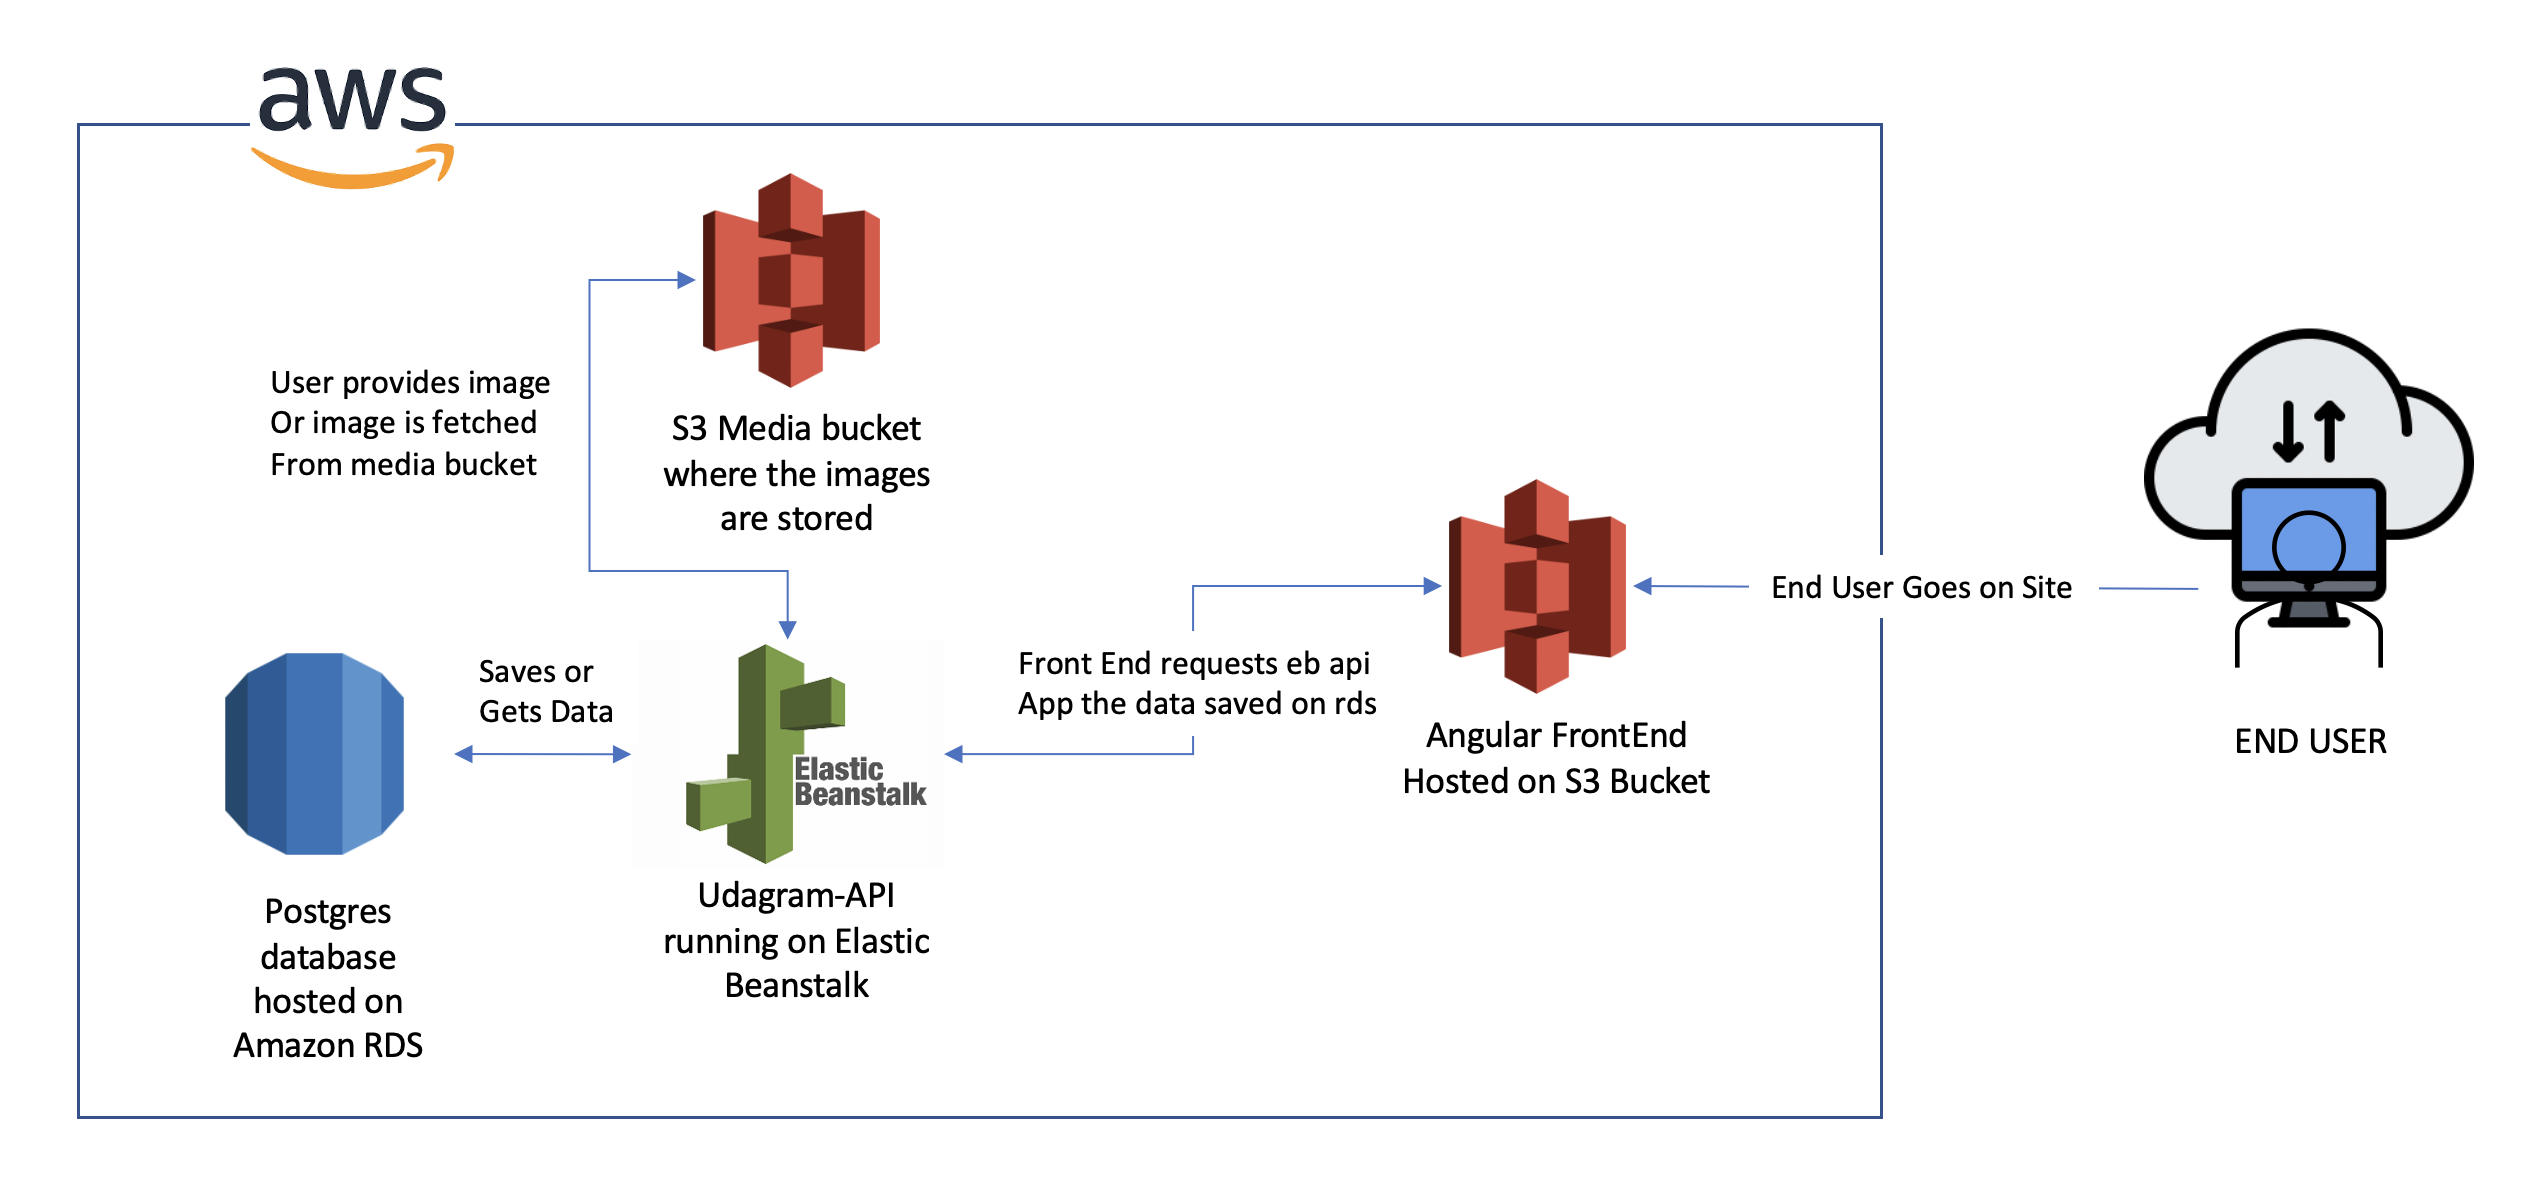 aws
User provides image
Or image is fetched
From media bucket
S3 Media bucket
where the images
are stored
End User Goes on Site
Saves or
Gets Data
Front End requests eb api
App the data saved on rds
Angular FrontEnd
Hosted on S3 Bucket
END USER
Elastic
Beanstalk
Udagram-API
running on Elastic
Beanstalk
Postgres
database
hosted on
Amazon RDS